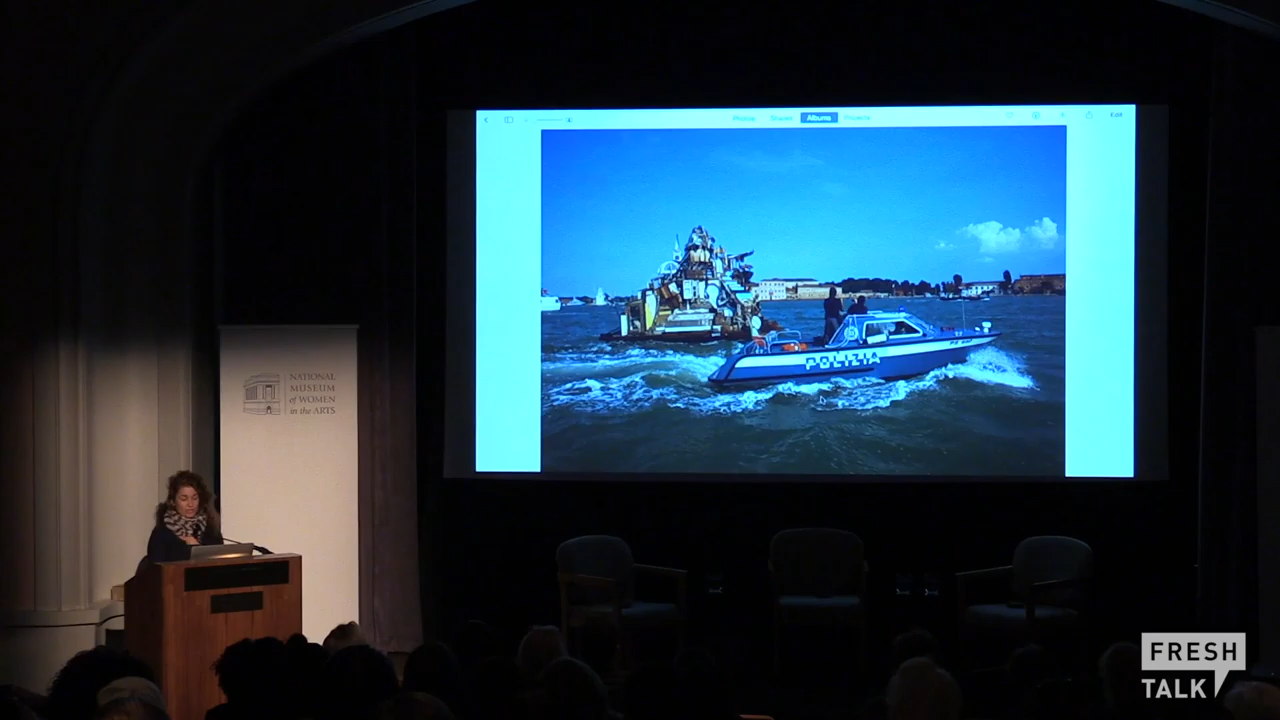 Photos Shared Albums Projects
Edit
POLIZIA
NATIONAL
MUSEUM
of WOMEN
in the ARTS
FRESH
TALK